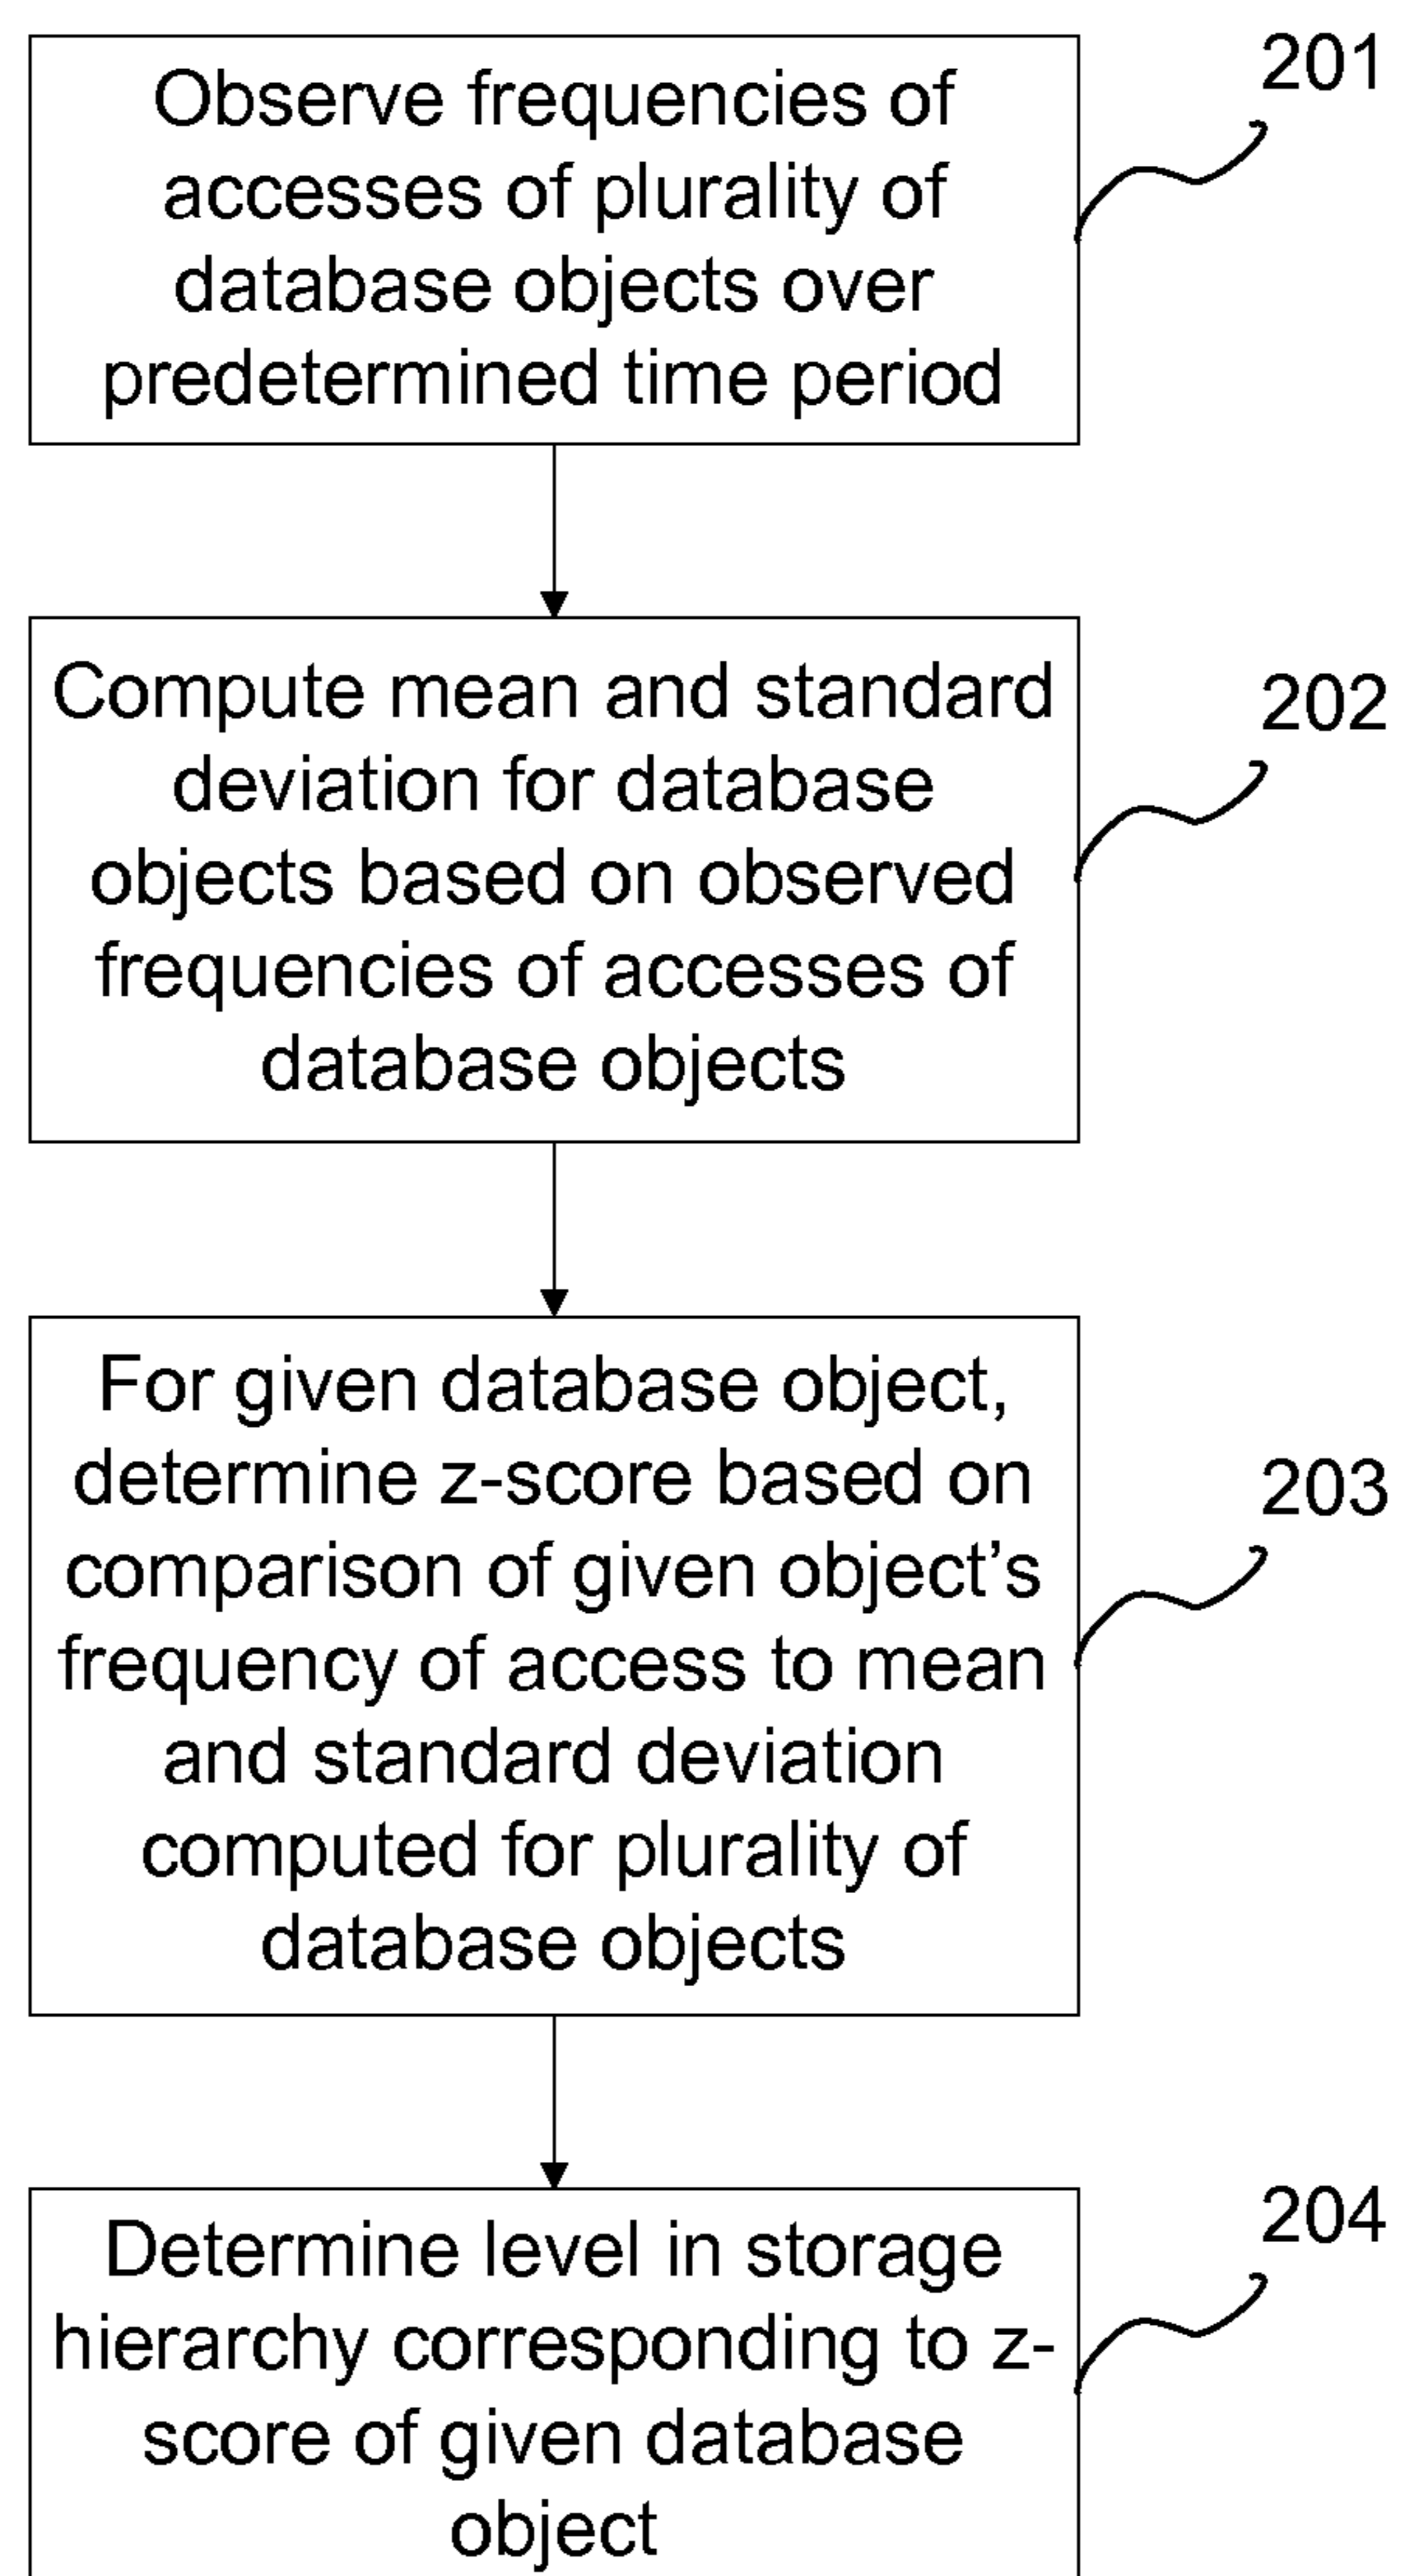 Observe frequencies of
accesses of plurality of
database objects over
predetermined time period
201
Compute mean and standard
deviation for database
objects based on observed
frequencies of accesses of
database objects
202
For given database object,
determine z-score based on
comparison of given object’s
frequency of access to mean
and standard deviation
computed for plurality of
database objects
203
Determine level in storage
hierarchy corresponding to z-
score of given database
object
204